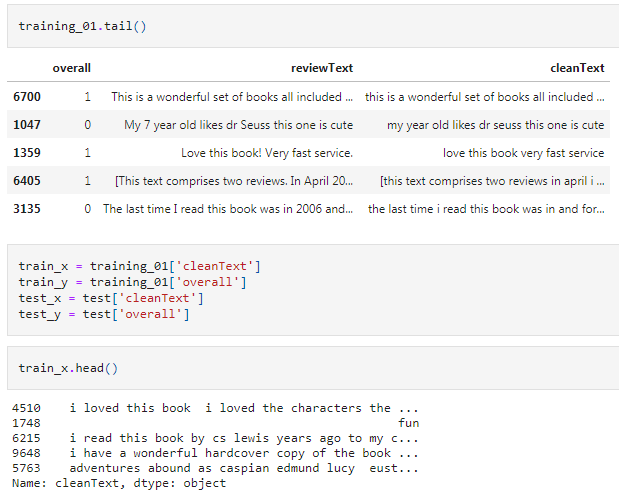 training_01.tail()
overall reviewText cleanText
6700 1 This is a wonderful set of books all included ... this is a wonderful set of books all included ...
1047 0 My 7 year old likes dr Seuss this one is cute my year old likes dr seuss this one is cute
1359 1 Love this book! Very fast service. love this book very fast service
6405 1 [This text comprises two reviews. In April 20... [this text comprises two reviews in april i ...
3135 0 The last time I read this book was in 2006 and... the last time i read this book was in and for...
train_x = training_01['cleanText']
train_y = training_01['overall']
test_x = test['cleanText']
test_y = test['overall']
train_x.head()
4510 i loved this book  i loved the characters the ...
1748 fun
6215 i read this book by cs lewis years ago to my c...
9648 i have a wonderful hardcover copy of the book ...
5763 adventures abound as caspian edmund lucy  eust...
Name: cleanText, dtype: object